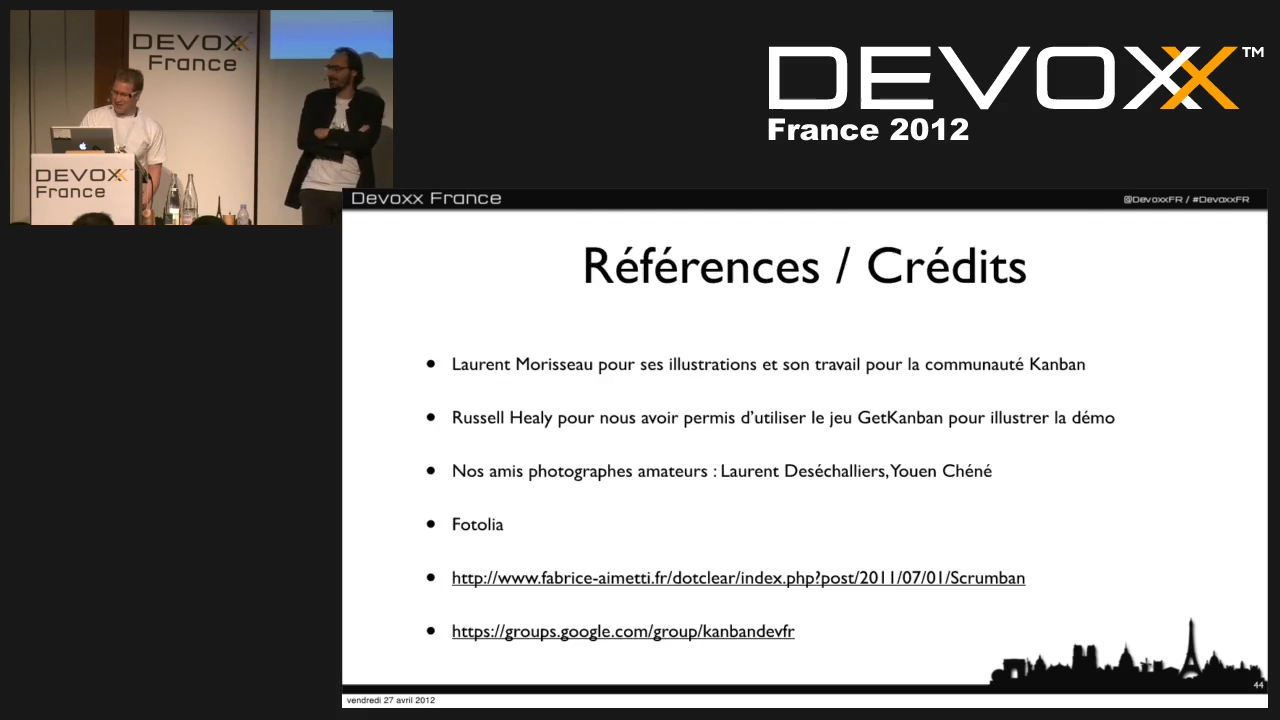 DEVOXX
France
DEVOXX
France
DEVOXX™
France 2012
Devoxx France
@DevoxxFR / #DevoxxFR
Références / Crédits
• Laurent Morisseau pour ses illustrations et son travail pour la communauté Kanban
• Russell Healy pour nous avoir permis d’utiliser le jeu GetKanban pour illustrer la démo
• Nos amis photographes amateurs : Laurent Deséchalliers, Youen Chéné
• Fotolia
• http://www.fabrice-aimetti.fr/dotclear/index.php?post/2011/07/01/Scrumban
• https://groups.google.com/group/kanbandevfr
44
vendredi 27 avril 2012